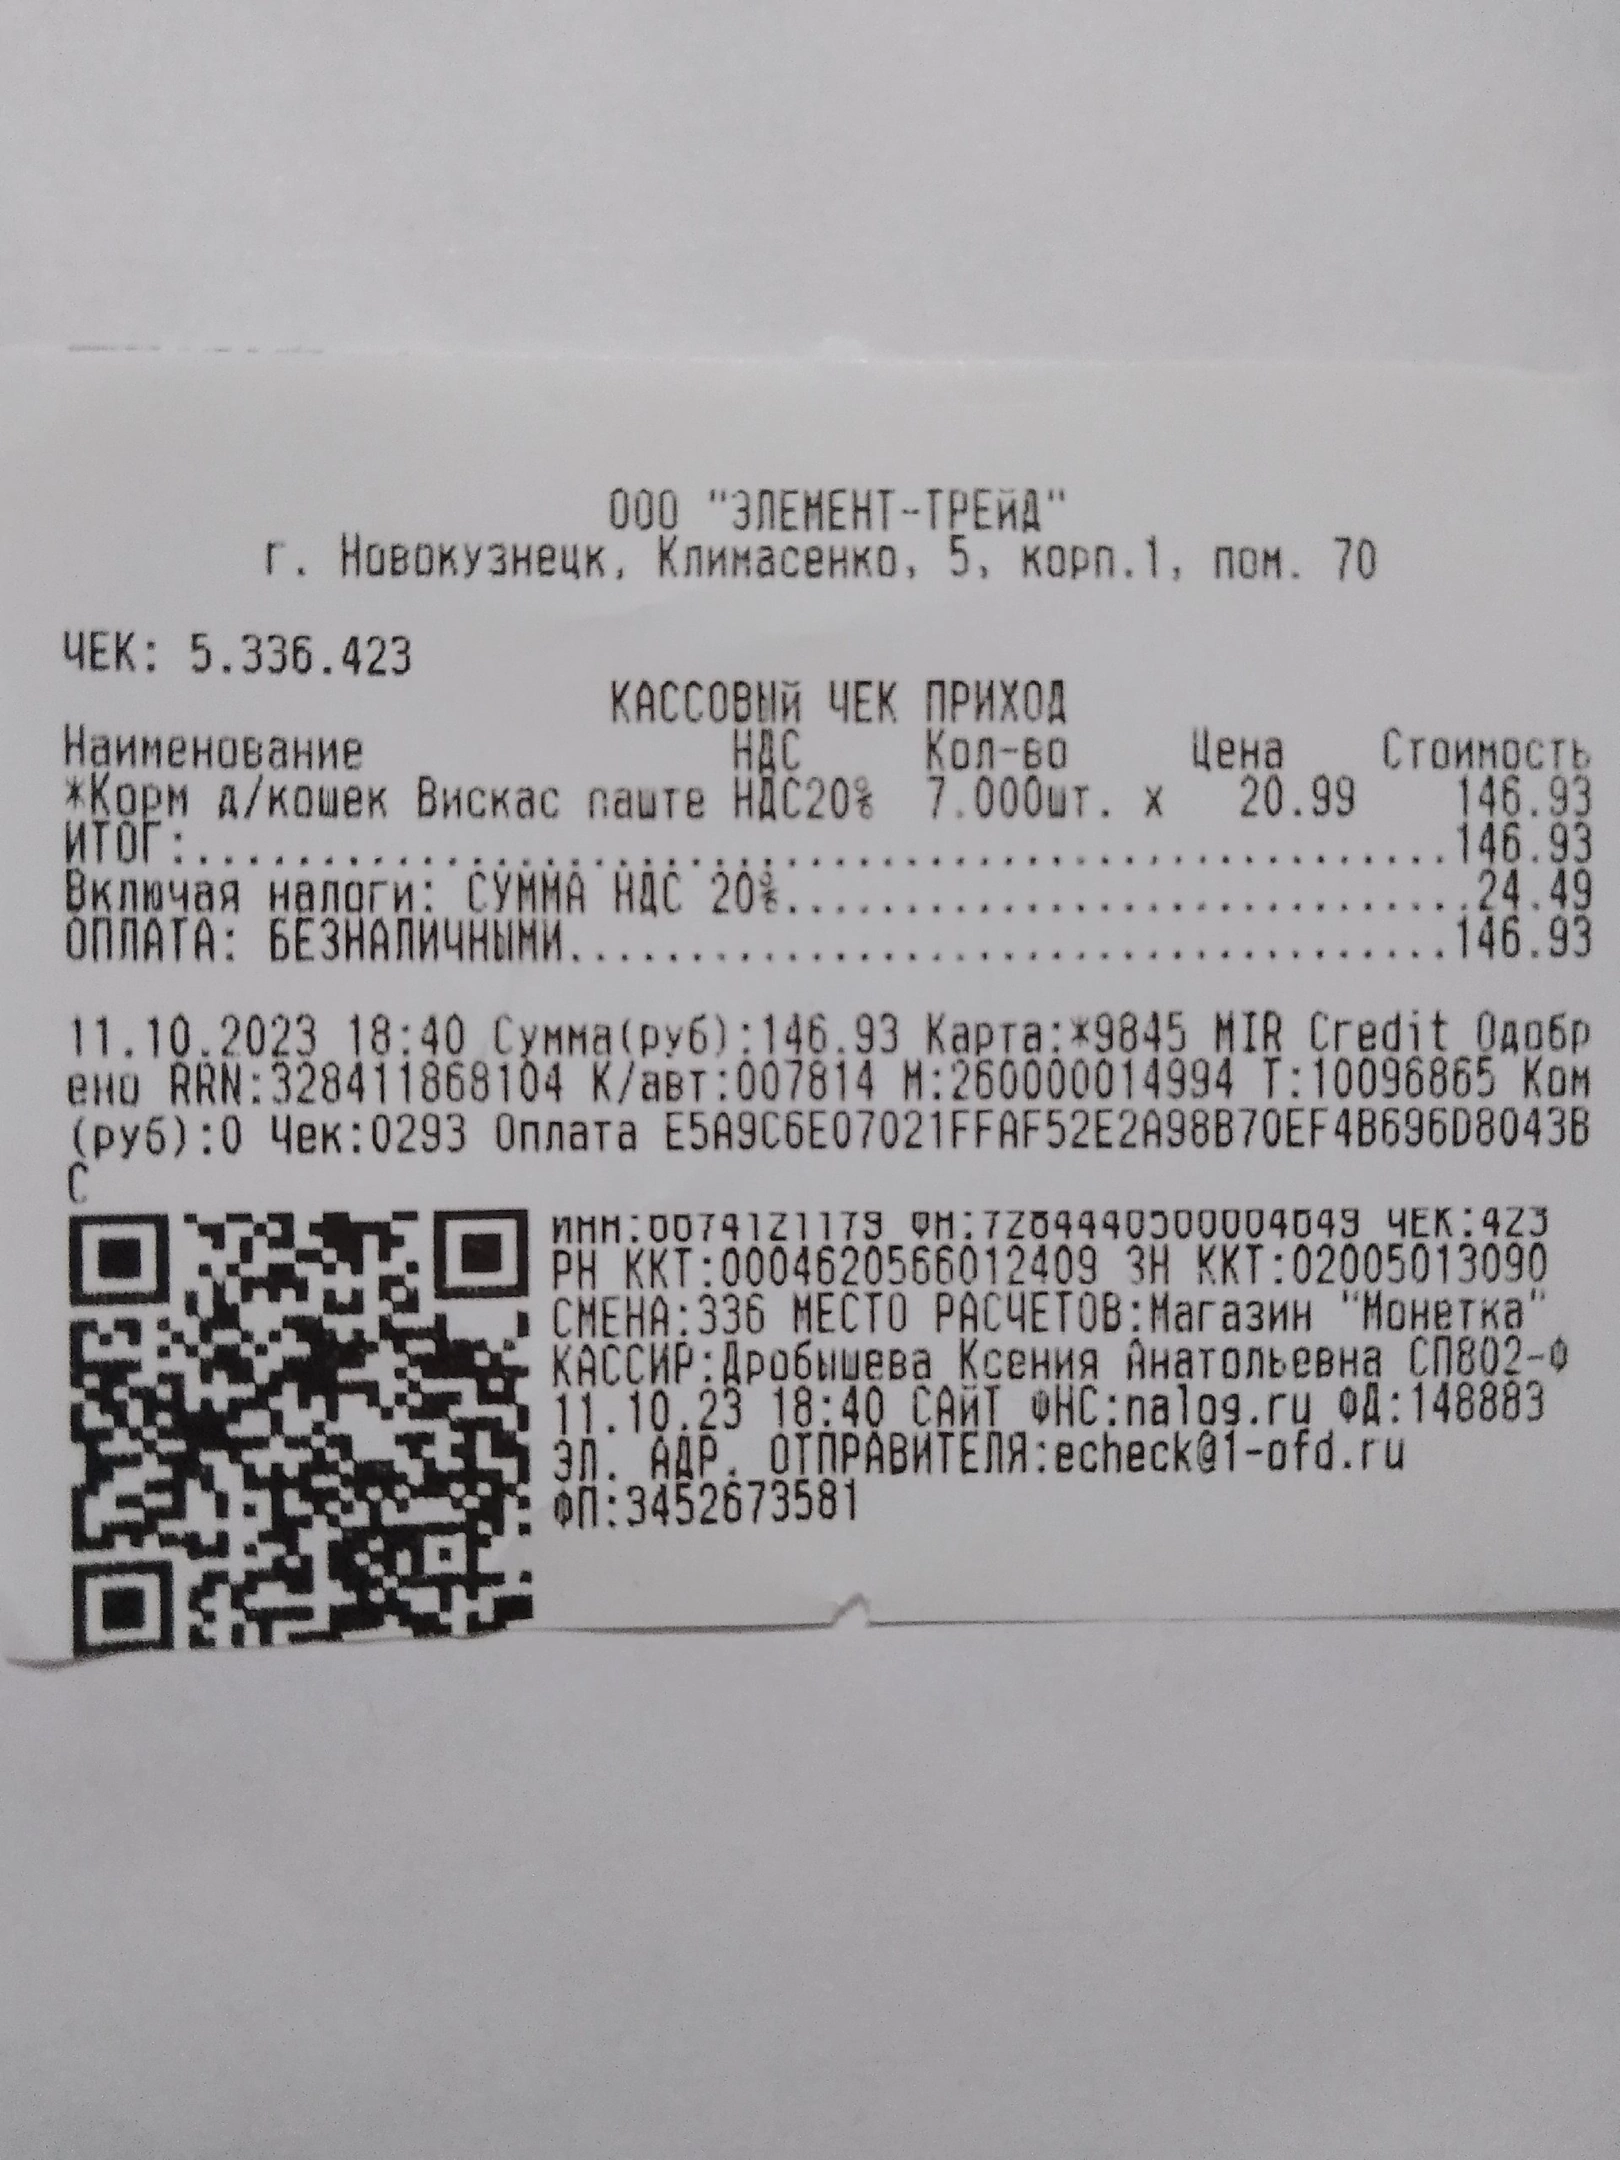 ООО "ЭЛЕМЕНТ-ТРЕЙД"
г. Новокузнецк, Климасенко, 5, корп.1, пом. 70
ЧЕК: 5.336.423
КАССОВЫЙ ЧЕК ПРИХОД
Наименование НДС Кол-во Цена Стоимость
*Корм д/кошек Вискас паште НДС20% 7.000шт. x 20.99 146.93
ИТОГ:...............................................................146.93
Включая налоги: СУММА НДС 20%..................................24.49
ОПЛАТА: БЕЗНАЛИЧНЫМИ............................................146.93
11.10.2023 18:40 Сумма(руб):146.93 Карта:*9845 MIR Credit Одобр
ено RRN:328411868104 К/авт:007814 М:260000014994 Т:10096865 Ком
(руб):0 Чек:0293 Оплата E5A9C6E07021FFAF52E2A98B70EF4B696D8043B
C
ИНН: ФН: ЧЕК:423
РН ККТ:0004620566012409 ЗН ККТ:02005013090
СМЕНА:336 МЕСТО РАСЧЕТОВ:Магазин "Монетка"
КАССИР:Дробышева Ксения Анатольевна СП802-Ф
11.10.23 18:40 САЙТ ФНС:nalog.ru ФД:148883
ЭЛ. АДР. ОТПРАВИТЕЛЯ:echeck@1-ofd.ru
ФП:3452673581